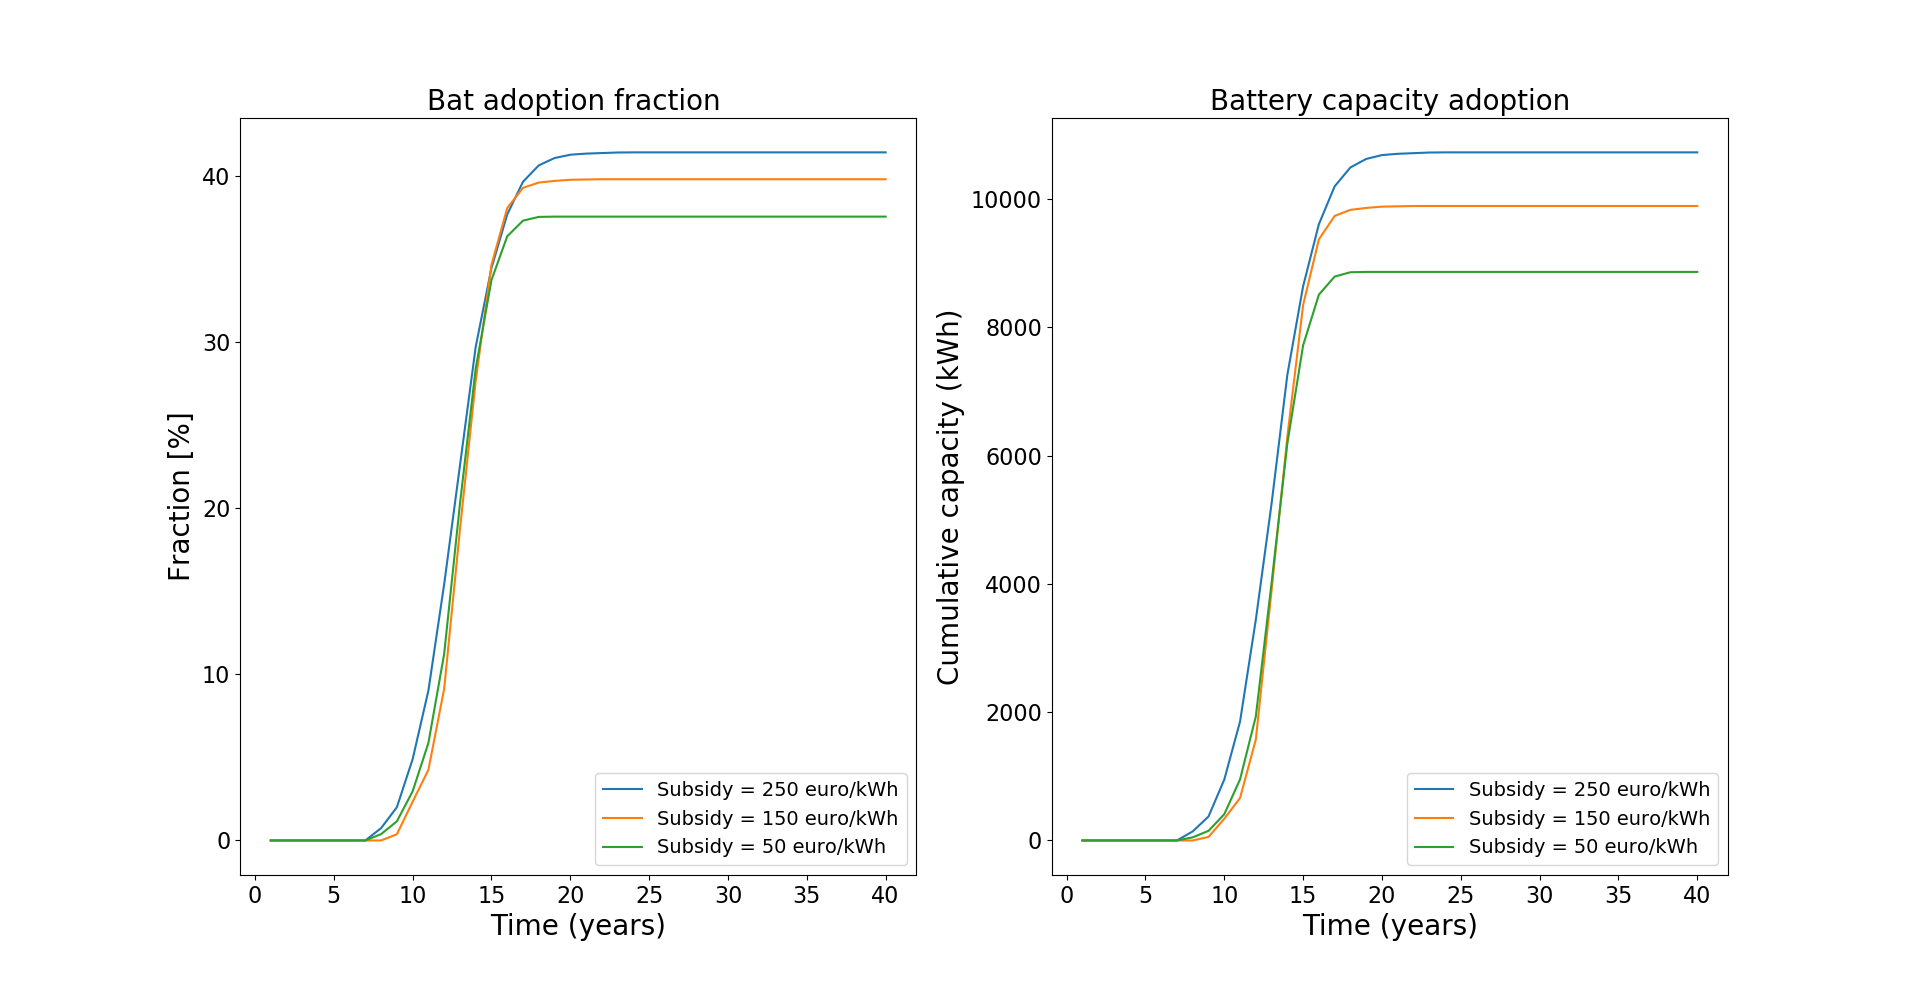 Bat adoption fraction
Fraction [%]
40
30
20
10
0
0 5 10 15 20 25 30 35 40
Time (years)
Subsidy = 250 euro/kWh
Subsidy = 150 euro/kWh
Subsidy = 50 euro/kWh
Battery capacity adoption
Cumulative capacity (kWh)
10000
8000
6000
4000
2000
0
0 5 10 15 20 25 30 35 40
Time (years)
Subsidy = 250 euro/kWh
Subsidy = 150 euro/kWh
Subsidy = 50 euro/kWh